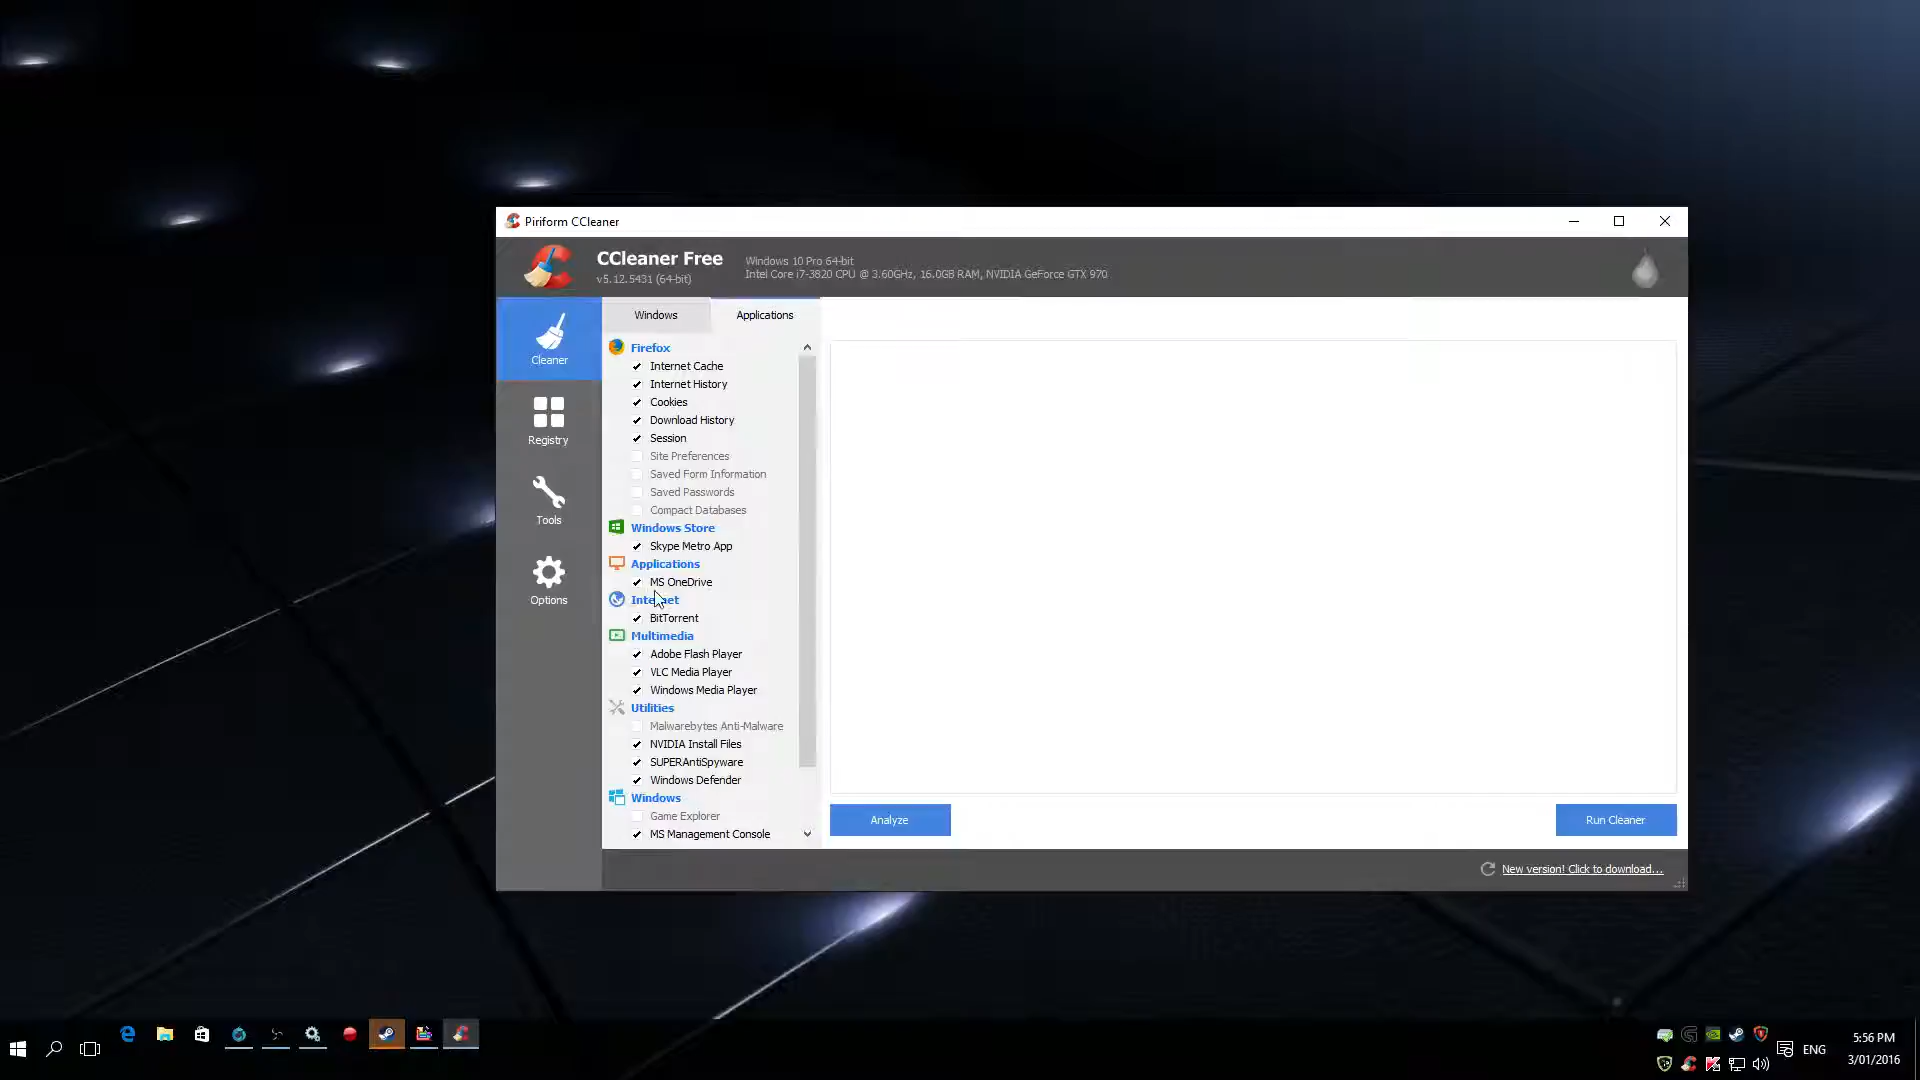 Piriform CCleaner
CCleaner Free
v5.12.5431 (64-bit)
Windows 10 Pro 64-bit
Intel Core i7-3820 CPU @ 3.60GHz, 16.0GB RAM, NVIDIA GeForce GTX 970
Cleaner
Registry
Tools
Options
Windows
Applications
Firefox
Internet Cache
Internet History
Cookies
Download History
Session
Site Preferences
Saved Form Information
Saved Passwords
Compact Databases
Windows Store
Skype Metro App
Applications
MS OneDrive
Internet
BitTorrent
Multimedia
Adobe Flash Player
VLC Media Player
Windows Media Player
Utilities
Malwarebytes Anti-Malware
NVIDIA Install Files
SUPERAntiSpyware
Windows Defender
Windows
Game Explorer
MS Management Console
Analyze
Run Cleaner
New version! Click to download...
ENG
5:56 PM
3/01/2016